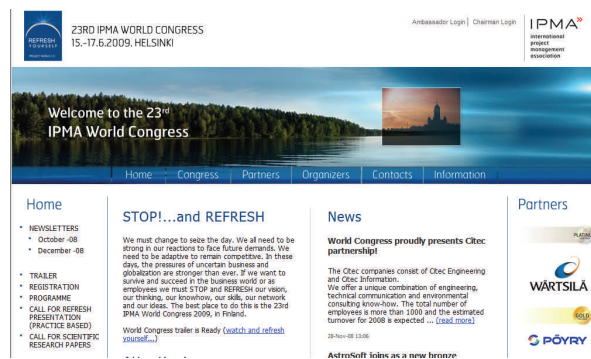 REFRESH
YOURSELF
23RD IPMA WORLD CONGRESS
15.-17.6.2009. HELSINKI
Ambassador Login | Chairman Login
IPMA
international
project
management
association
Welcome to the 23rd
IPMA World Congress
Home Congress Partners Organizers Contacts Information
Home
NEWSLETTERS
October -08
December -08
TRAILER
REGISTRATION
PROGRAMME
CALL FOR REFRESH
PRESENTATION
(PRACTICE BASED)
CALL FOR SCIENTIFIC
RESEARCH PAPERS
STOP!...and REFRESH
We must change to seize the day. We all need to be
strong in our reactions to face future demands. We
need to be adaptive to remain competitive. In these
days, the pressures of uncertain business and
globalization are stronger than ever. If we want to
survive and succeed in the business world or as
employees we must STOP and REFRESH our vision,
our thinking, our knowhow, our skills, our network
and our ideas. The best place to do this is the 23rd
IPMA World Congress 2009, in Finland.
World Congress trailer is Ready (watch and refresh
yourself...)
News
World Congress proudly presents Citec
partnership!
The Citec companies consist of Citec Engineering
and Citec Information.
We offer a unique combination of engineering,
technical communication and environmental
consulting know-how. The total number of
employees is more than 1000 and the estimated
turnover for 2008 is expected ... (read more)
28-Nov-08 13:06
AstroSoft joins as a new bronze
Partners
WÄRTSILÄ
GOLD
PÖYRY